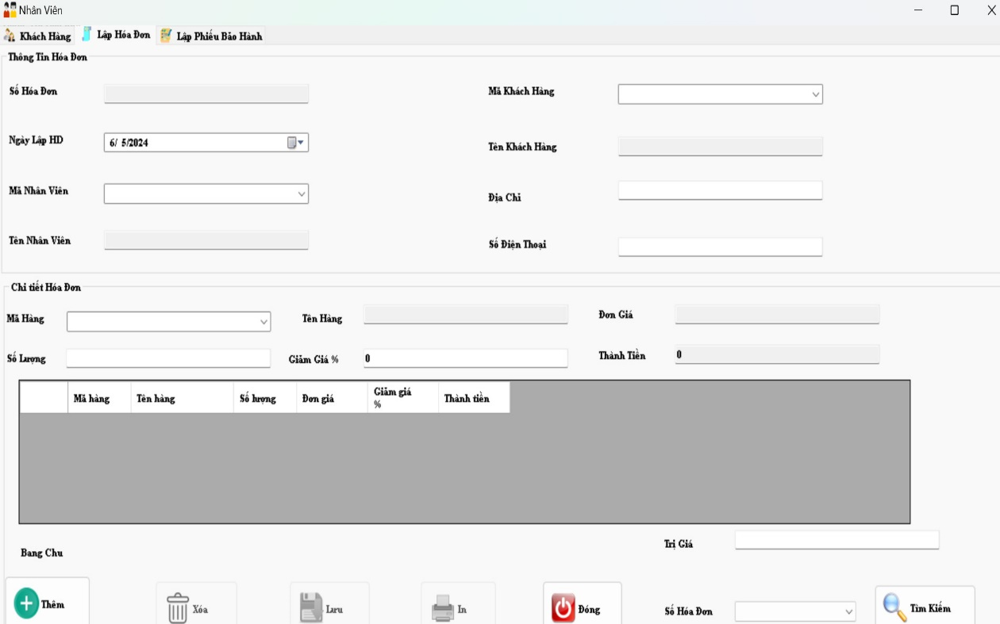 Nhân Viên
Khách Hàng Lập Hóa Đơn Lập Phiếu Bảo Hành
Thông Tin Hóa Đơn
Số Hóa Đơn Mã Khách Hàng
Ngày Lập HD 6/ 5/2024 Tên Khách Hàng
Mã Nhân Viên Địa Chỉ
Tên Nhân Viên Số Điện Thoại
Chi tiết Hóa Đơn
Mã Hàng Tên Hàng Đơn Giá
Số Lượng Giảm Giá % 0 Thành Tiền 0
Mã hàng Tên hàng Số lượng Đơn giá Giảm giá % Thành tiền
Bang Chu Trị Giá
Thêm Xóa Lưu In Đóng Số Hóa Đơn Tìm Kiếm